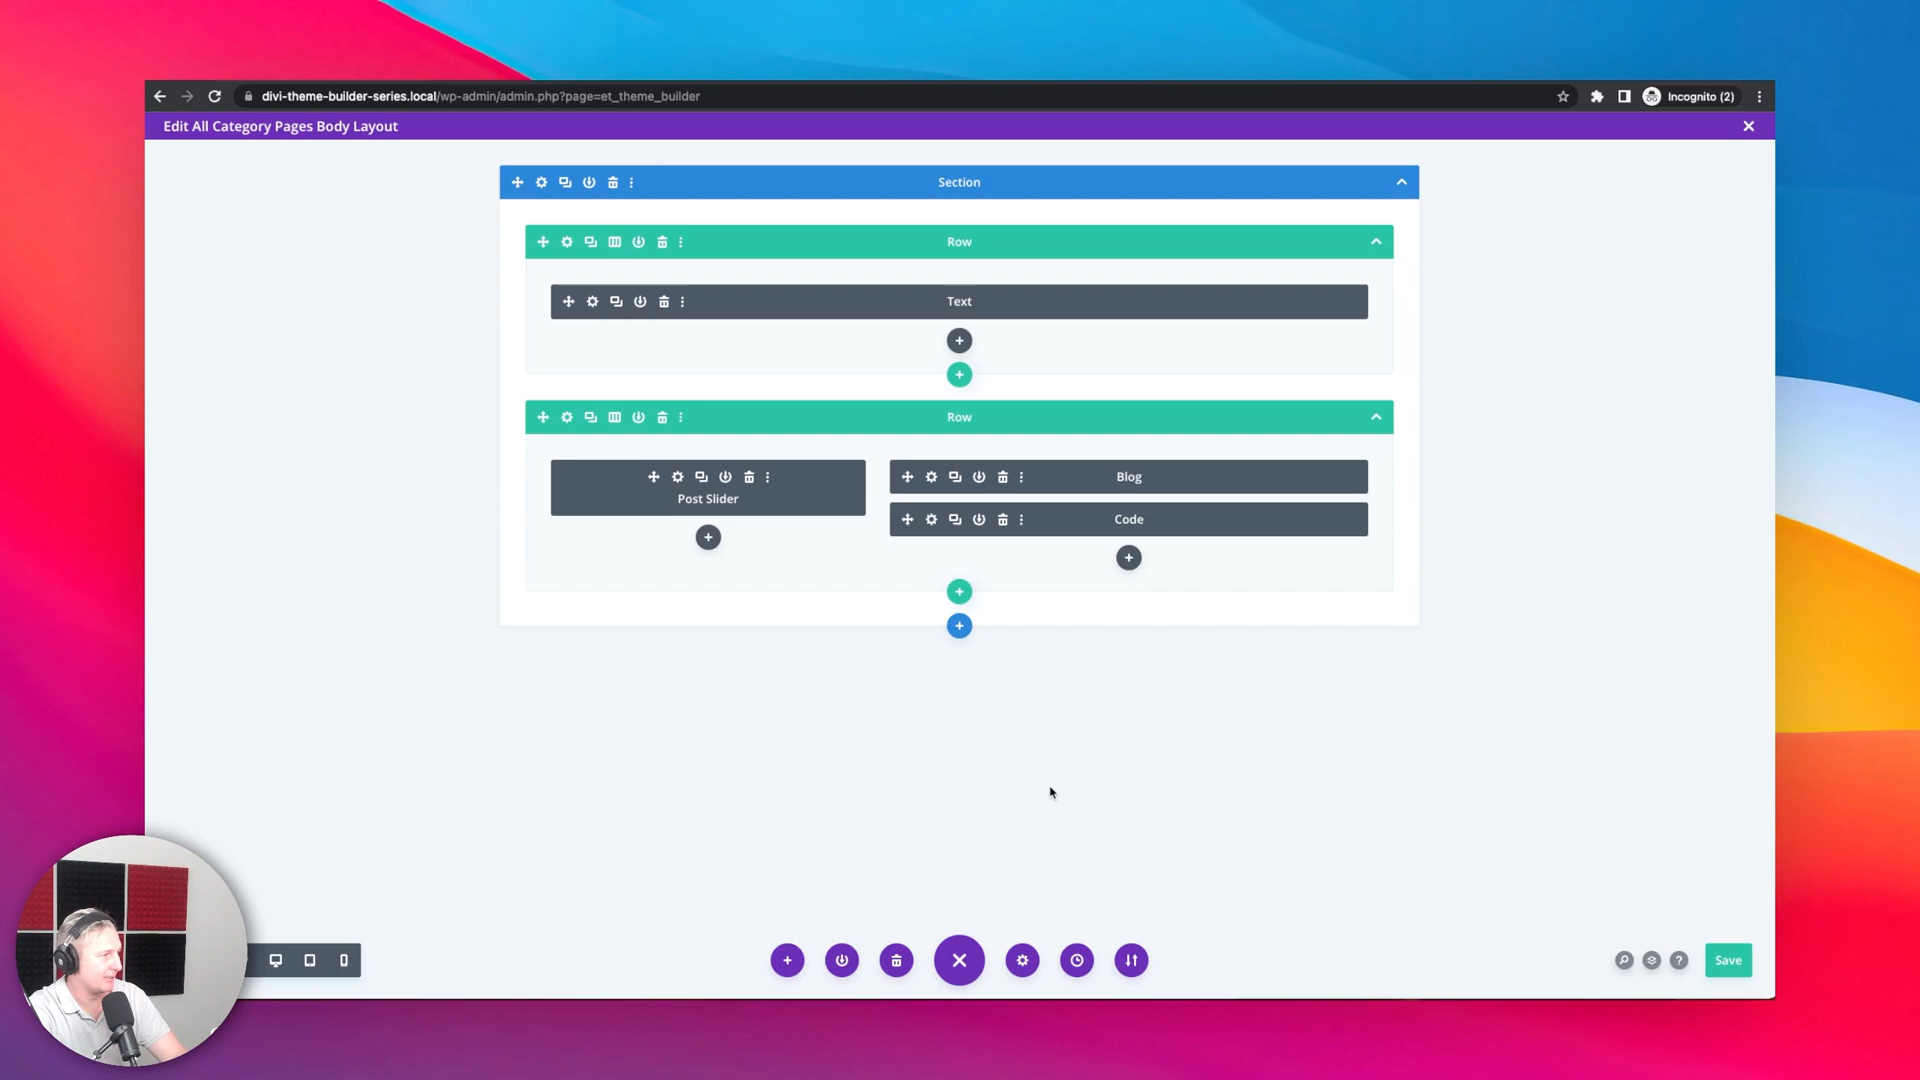 divi-theme-builder-series.local/wp-admin/admin.php?page=et_theme_builder
Incognito (2)
Edit All Category Pages Body Layout
Section
Row
Text
Row
Post Slider
Blog
Code
Save